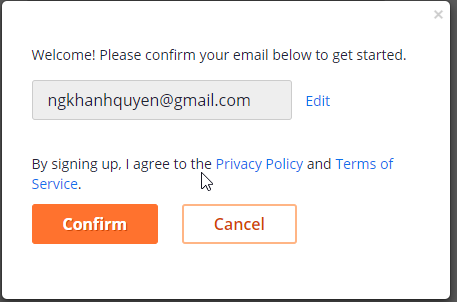 Welcome! Please confirm your email below to get started.
ngkhanhquyen@gmail.com Edit
By signing up, I agree to the Privacy Policy and Terms of
Service.
Confirm Cancel